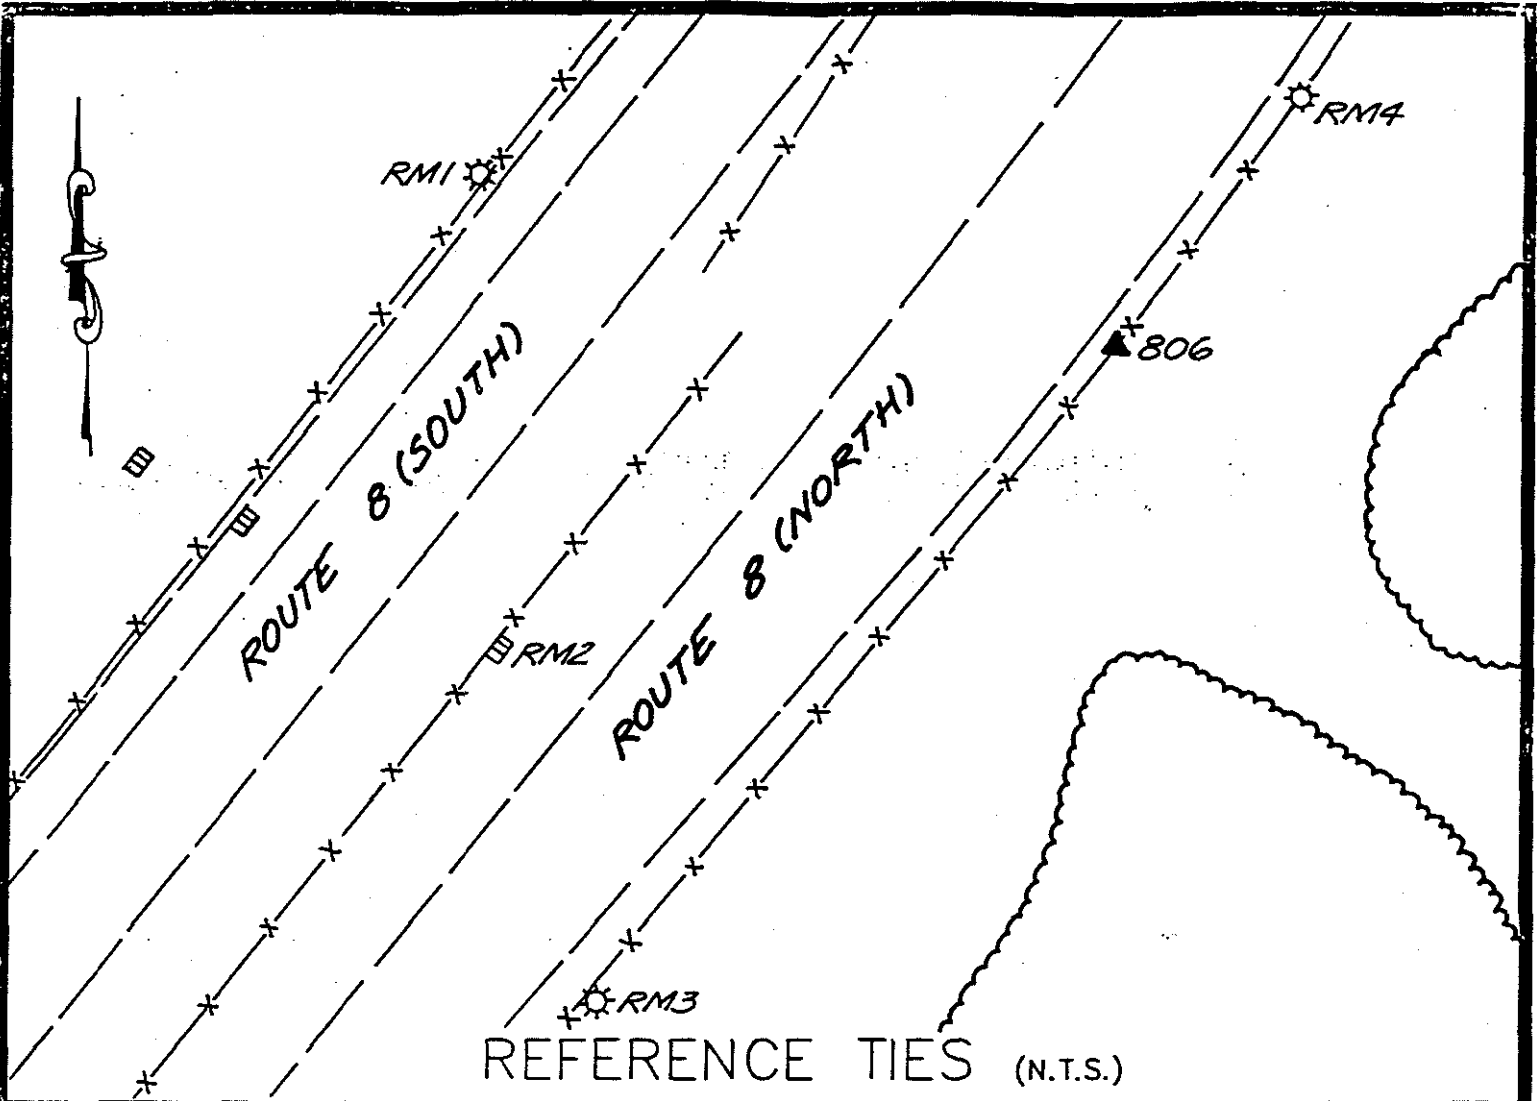 RM4
RM1
806
ROUTE 8 (SOUTH)
ROUTE 8 (NORTH)
RM2
RM3
REFERENCE TIES (N.T.S.)